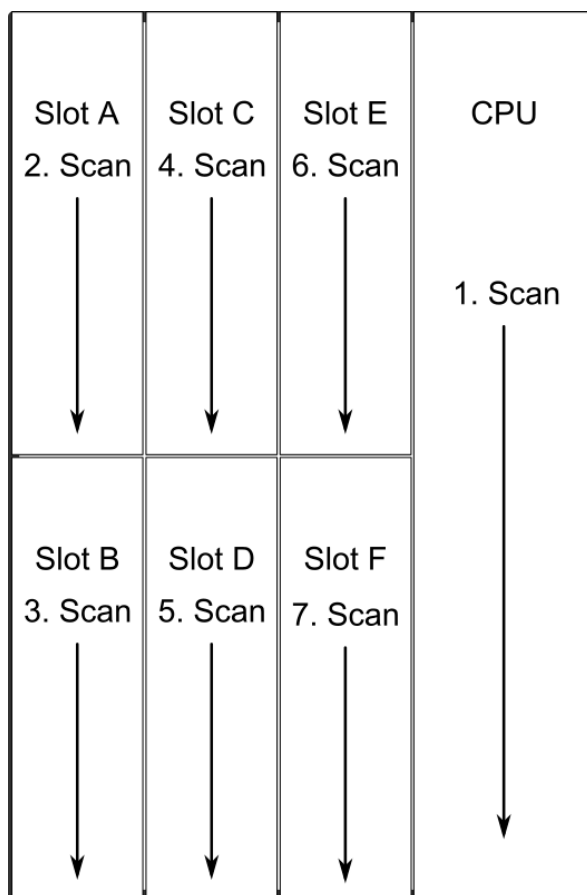 Slot A
2. Scan
Slot C
4. Scan
Slot E
6. Scan
CPU
1. Scan
Slot B
3. Scan
Slot D
5. Scan
Slot F
7. Scan